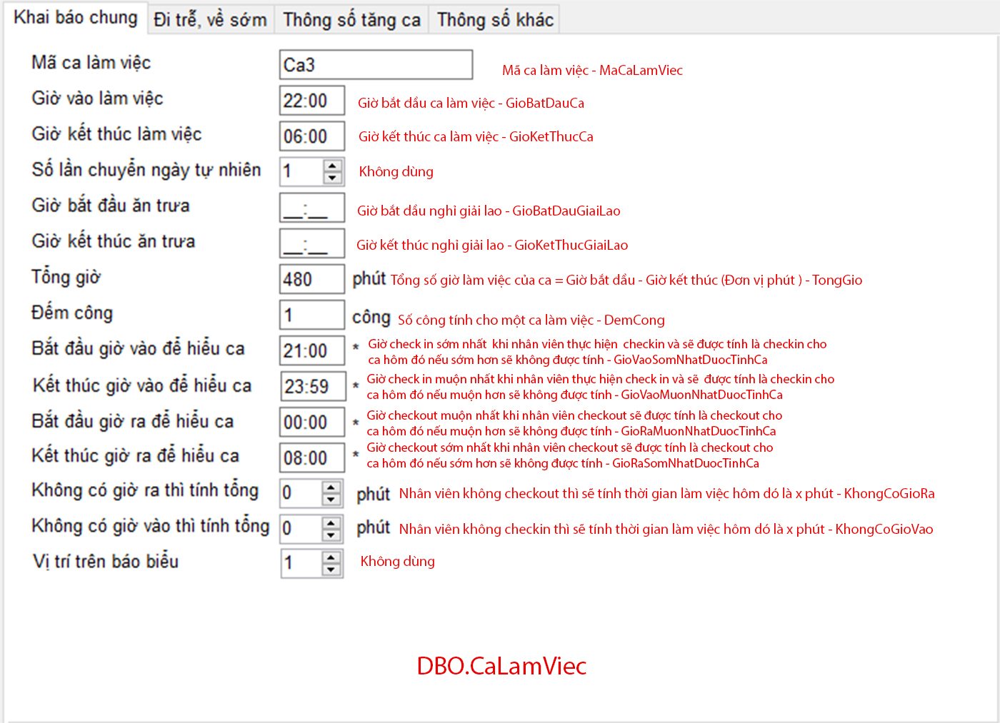 Khai báo chung Đi trễ, về sớm Thông số tăng ca Thông số khác
Mã ca làm việc Ca3 Mã ca làm việc - MaCaLamViec
Giờ vào làm việc 22:00 Giờ bắt dầu ca làm việc - GioBatDauCa
Giờ kết thúc làm việc 06:00 Giờ kết thúc ca làm việc - GioKetThucCa
Số lần chuyển ngày tự nhiên 1 Không dùng
Giờ bắt đầu ăn trưa __:__ Giờ bắt dầu nghỉ giải lao - GioBatDauGiaiLao
Giờ kết thúc ăn trưa __:__ Giờ kết thúc nghỉ giải lao - GioKetThucGiaiLao
Tổng giờ 480 phút Tổng số giờ làm việc của ca = Giờ bắt dầu - Giờ kết thúc (Đơn vị phút ) - TongGio
Đếm công 1 công Số công tính cho một ca làm việc - DemCong
Bắt đầu giờ vào để hiểu ca 21:00 * Giờ check in sớm nhất khi nhân viên thực hiện checkin và sẽ được tính là checkin cho
ca hôm đó nếu sớm hơn sẽ không được tính - GioVaoSomNhatDuocTinhCa
Kết thúc giờ vào để hiểu ca 23:59 * Giờ check in muộn nhất khi nhân viên thực hiện check in và sẽ được tính là checkin cho
ca hôm đó nếu muộn hơn sẽ không được tính - GioVaoMuonNhatDuocTinhCa
Bắt đầu giờ ra để hiểu ca 00:00 * Giờ checkout muộn nhất khi nhân viên checkout sẽ được tính là checkout cho
ca hôm đó nếu muộn hơn sẽ không được tính - GioRaMuonNhatDuocTinhCa
Kết thúc giờ ra để hiểu ca 08:00 * Giờ checkout sớm nhất khi nhân viên checkout sẽ được tính là checkout cho
ca hôm đó nếu sớm hơn sẽ không được tính - GioRaSomNhatDuocTinhCa
Không có giờ ra thì tính tổng 0 phút Nhân viên không checkout thì sẽ tính thời gian làm việc hôm dó là x phút - KhongCoGioRa
Không có giờ vào thì tính tổng 0 phút Nhân viên không checkin thì sẽ tính thời gian làm việc hôm dó là x phút - KhongCoGioVao
Vị trí trên báo biểu 1 Không dùng
DBO.CaLamViec